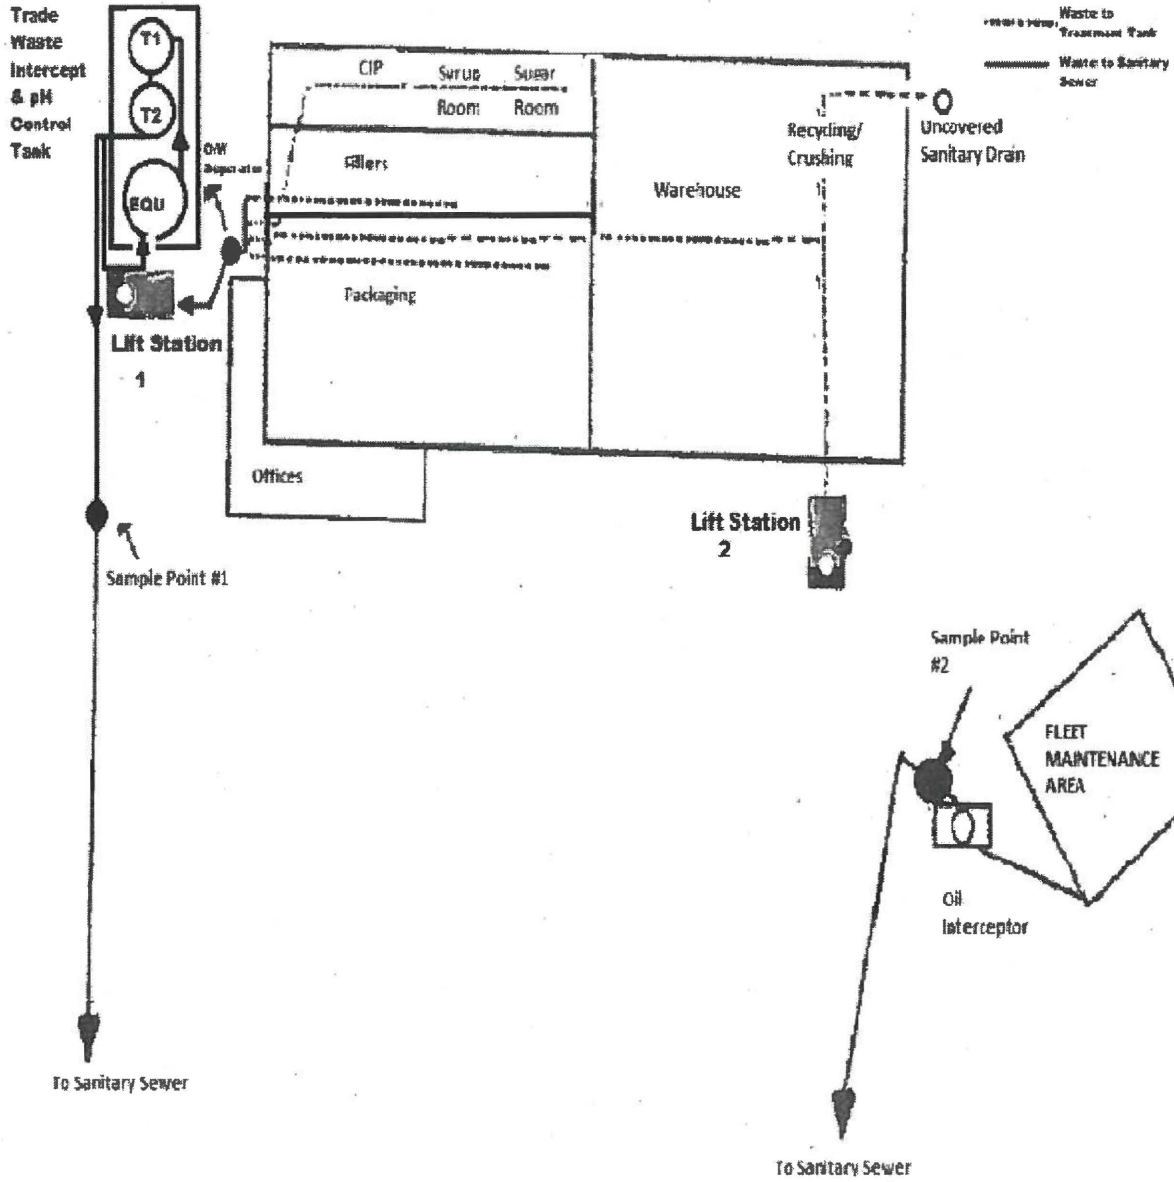 Trade
Waste
Intercept
& pH
Control
Tank
T1
T2
EQU
O/W
Separator
CIP
Syrup
Room
Sugar
Room
Fillers
Warehouse
Recycling/
Crushing
Uncovered
Sanitary Drain
Waste to
Treatment Tank
Waste to Sanitary
Sewer
Packaging
Lift Station
1
Offices
Lift Station
2
Sample Point #1
Sample Point
#2
FLEET
MAINTENANCE
AREA
Oil
Interceptor
To Sanitary Sewer
To Sanitary Sewer